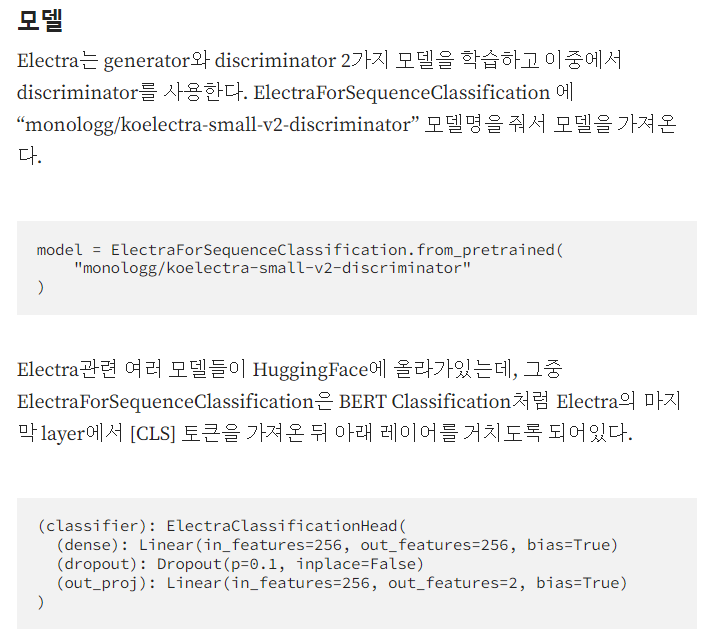 모델
Electra는 generator와 discriminator 2가지 모델을 학습하고 이중에서
discriminator를 사용한다. ElectraForSequenceClassification 에
“monologg/koelectra-small-v2-discriminator” 모델명을 줘서 모델을 가져온
다.
model = ElectraForSequenceClassification.from_pretrained(
    "monologg/koelectra-small-v2-discriminator"
)
Electra관련 여러 모델들이 HuggingFace에 올라가있는데, 그중
ElectraForSequenceClassification은 BERT Classification처럼 Electra의 마지
막 layer에서 [CLS] 토큰을 가져온 뒤 아래 레이어를 거치도록 되어있다.
(classifier): ElectraClassificationHead(
  (dense): Linear(in_features=256, out_features=256, bias=True)
  (dropout): Dropout(p=0.1, inplace=False)
  (out_proj): Linear(in_features=256, out_features=2, bias=True)
)